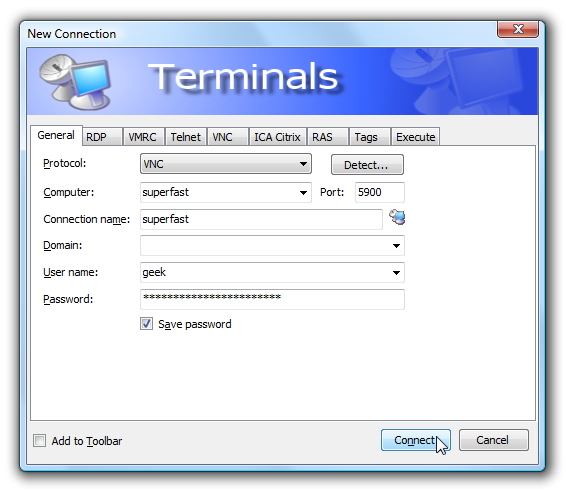 New Connection
Terminals
General RDP VMRC Telnet VNC ICA Citrix RAS Tags Execute
Protocol: VNC Detect...
Computer: superfast Port: 5900
Connection name: superfast
Domain:
User name: geek
Password: ***********************
Save password
Add to Toolbar Connect Cancel